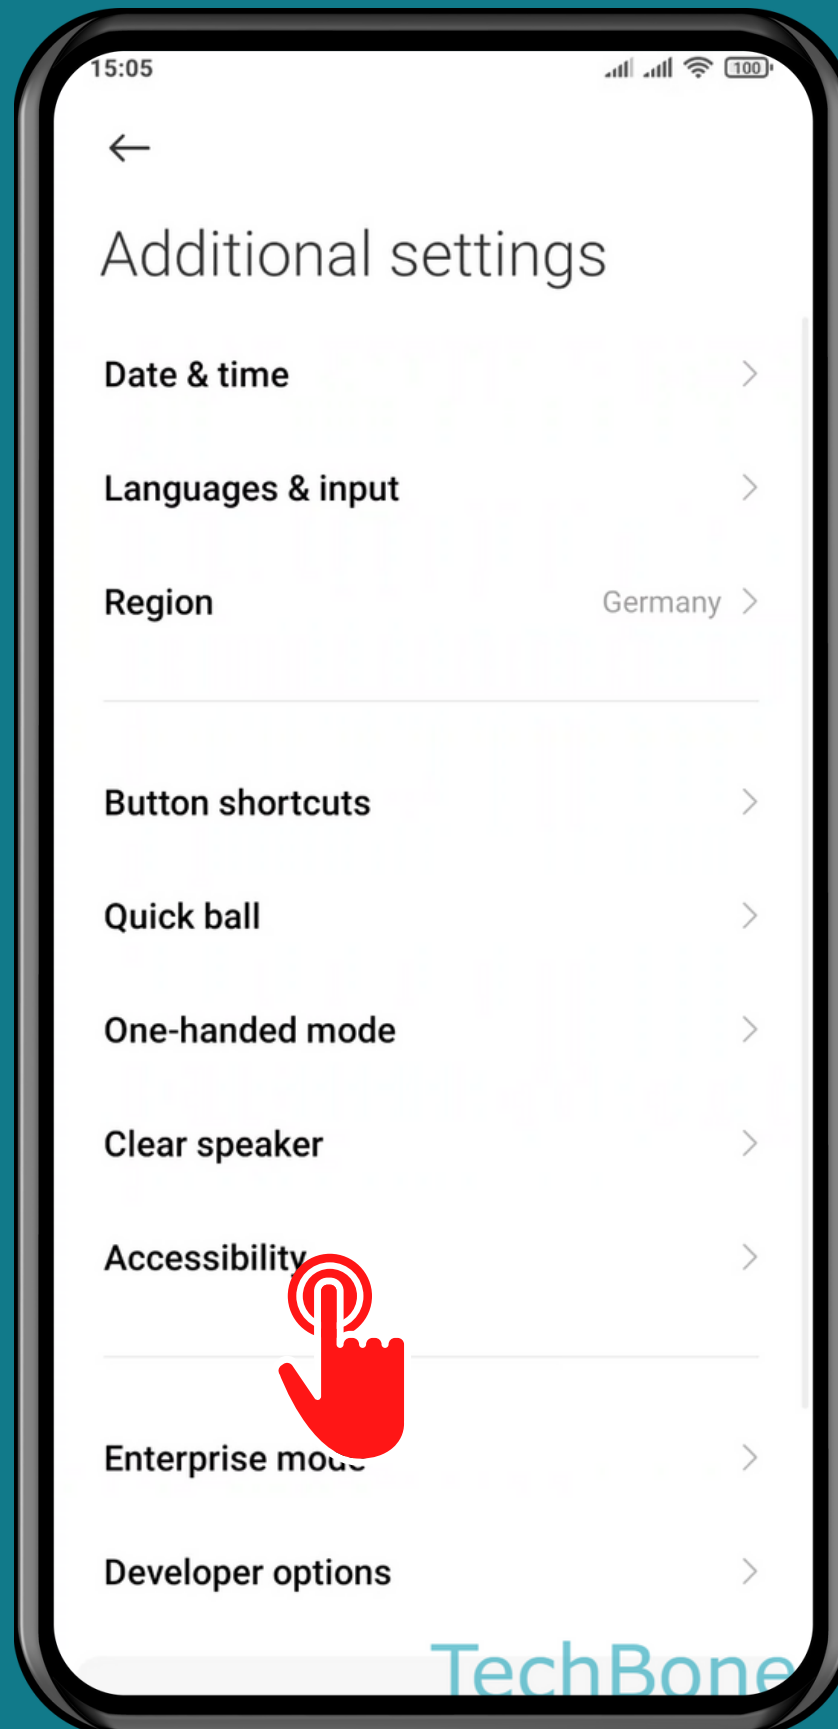 15:05
100
Additional settings
Date & time
Languages & input
Region
Germany
Button shortcuts
Quick ball
One-handed mode
Clear speaker
Accessibility
Enterprise mode
Developer options
TechBone